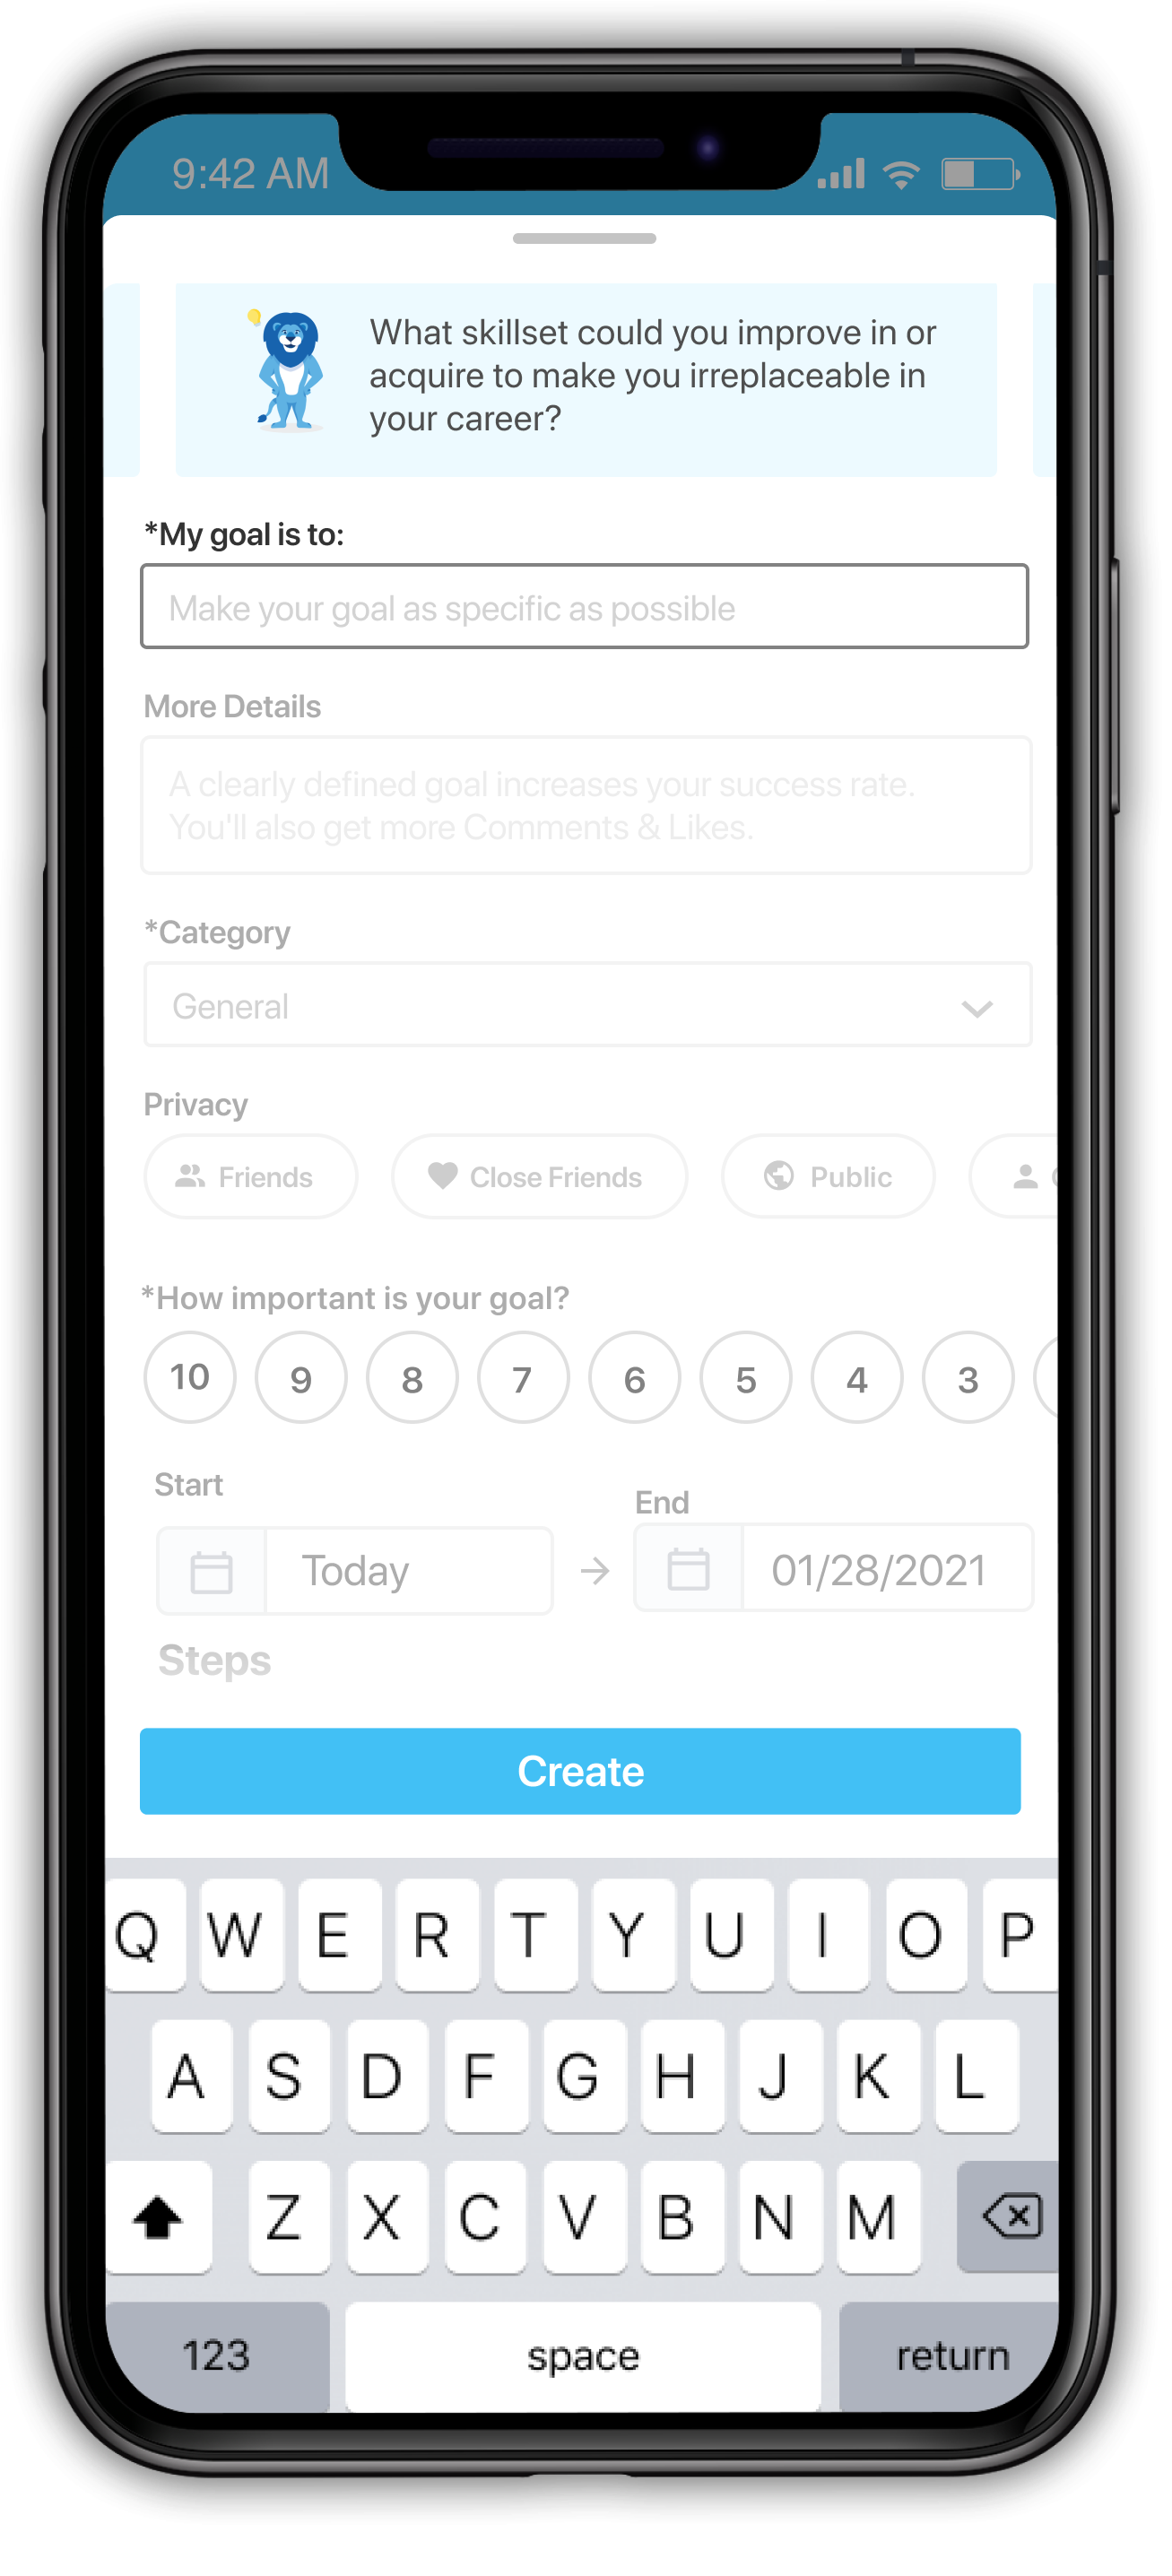 9:42 AM
What skillset could you improve in or
acquire to make you irreplaceable in
your career?
*My goal is to:
Make your goal as specific as possible
More Details
A clearly defined goal increases your success rate.
You'll also get more Comments & Likes.
*Category
General
Privacy
Friends Close Friends Public
*How important is your goal?
10 9 8 7 6 5 4 3
Start End
Today 01/28/2021
Steps
Create
Q W E R T Y U I O P
A S D F G H J K L
Z X C V B N M
123 space return